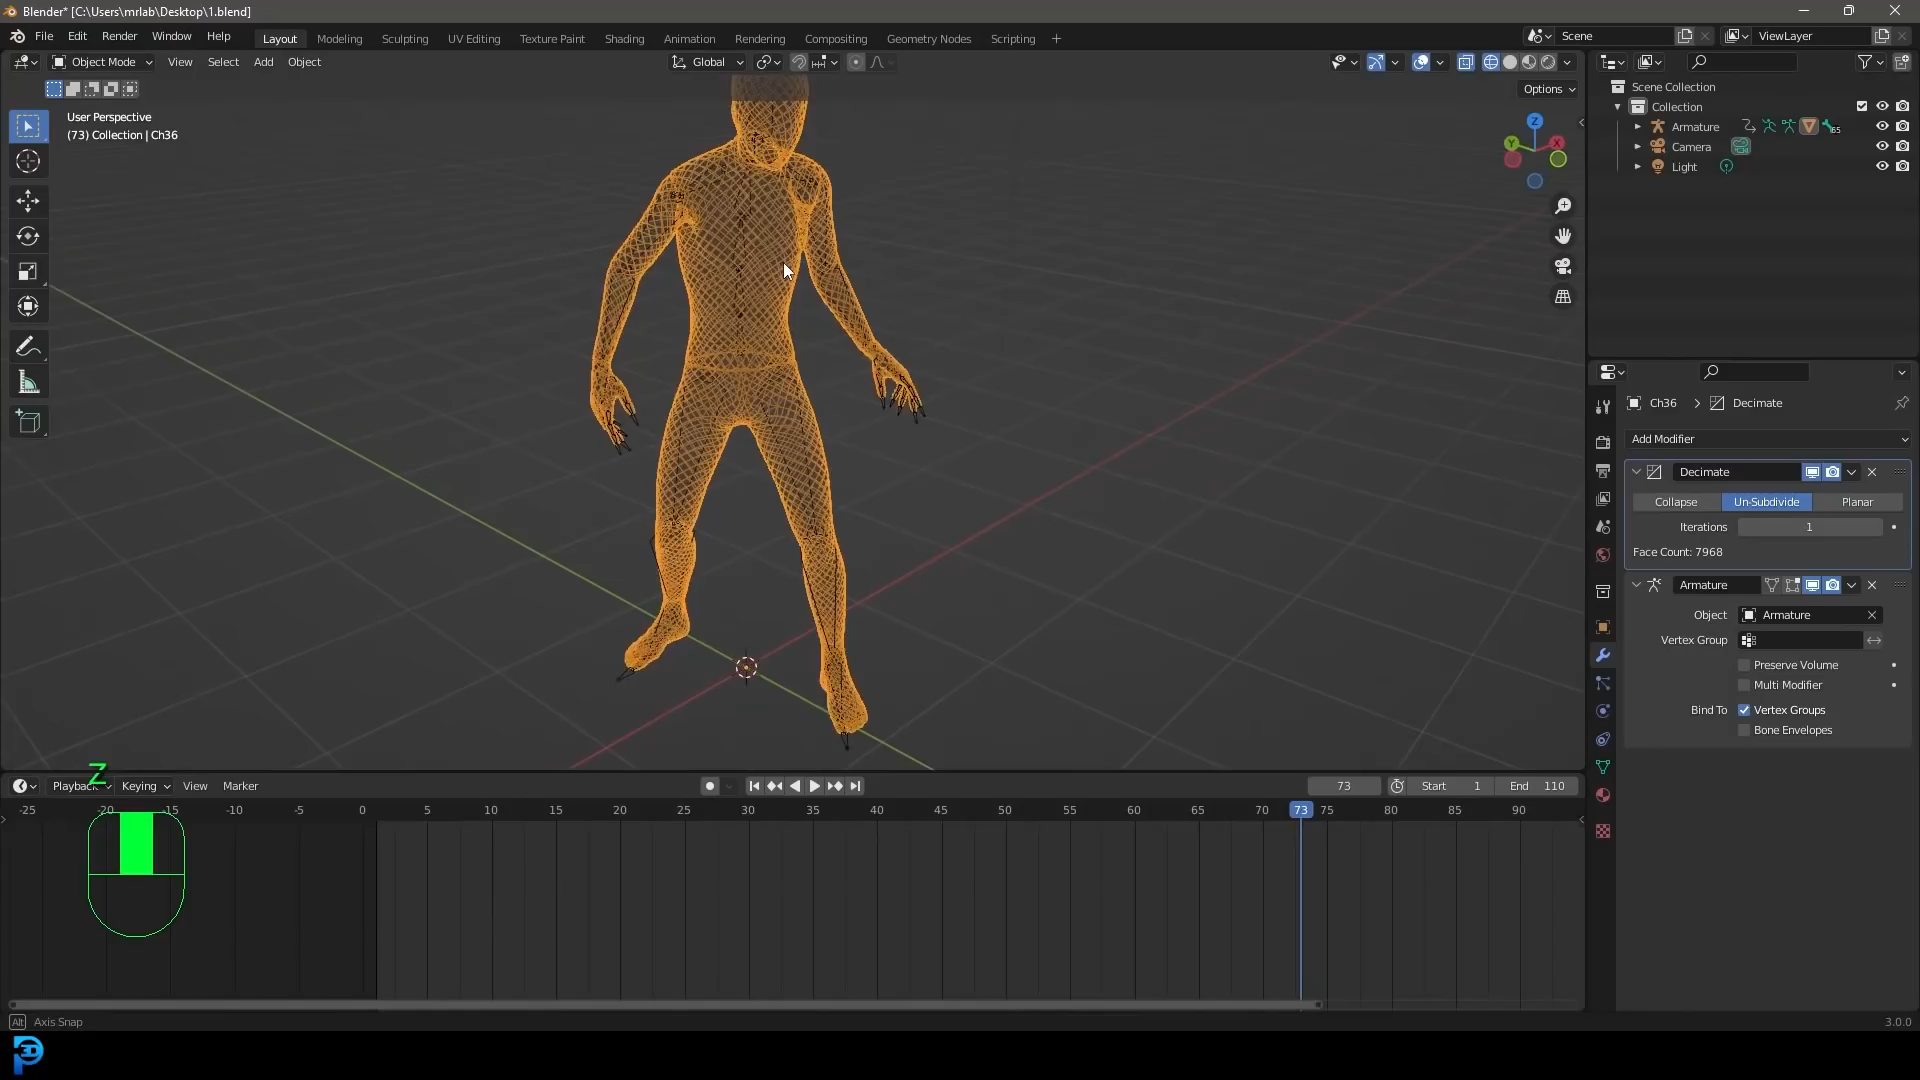 Blender* [C:\Users\mrlab\Desktop\1.blend]
File Edit Render Window Help Layout Modeling Sculpting UV Editing Texture Paint Shading Animation Rendering Compositing Geometry Nodes Scripting + Scene ViewLayer
Object Mode View Select Add Object Global
Options
User Perspective
(73) Collection | Ch36
Z
Y
X
Scene Collection
Collection
Armature 65
Camera
Light
Ch36 > Decimate
Add Modifier
Decimate
Collapse Un-Subdivide Planar
Iterations 1
Face Count: 7968
Armature
Object Armature
Vertex Group
Preserve Volume
Multi Modifier
Bind To Vertex Groups
Bone Envelopes
Z
Playback Keying View Marker 73 Start 1 End 110
-25 -20 -15 -10 -5 0 5 10 15 20 25 30 35 40 45 50 55 60 65 70 73 75 80 85 90
Alt Axis Snap 3.0.0
3D